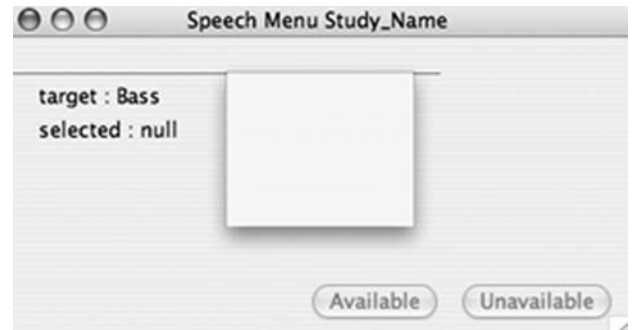 Speech Menu Study_Name
target : Bass
selected : null
Available Unavailable